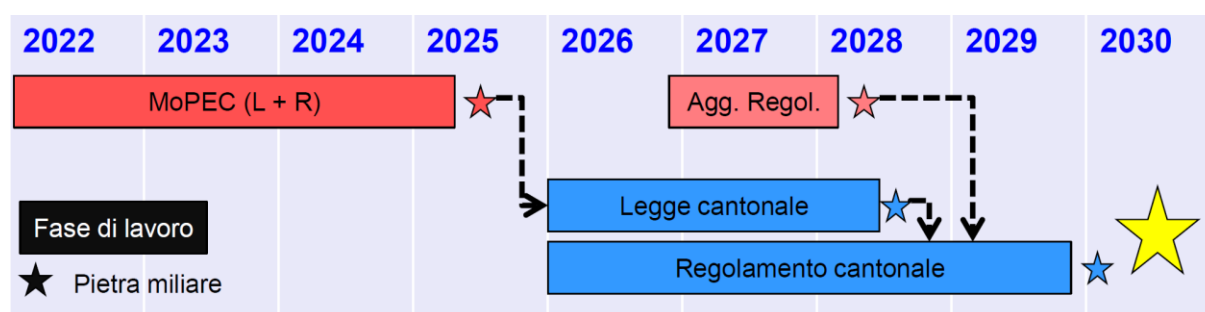 2022 2023 2024 2025 2026 2027 2028 2029 2030
MoPEC (L + R) Agg. Regol.
Legge cantonale
Fase di lavoro
Regolamento cantonale
Pietra miliare